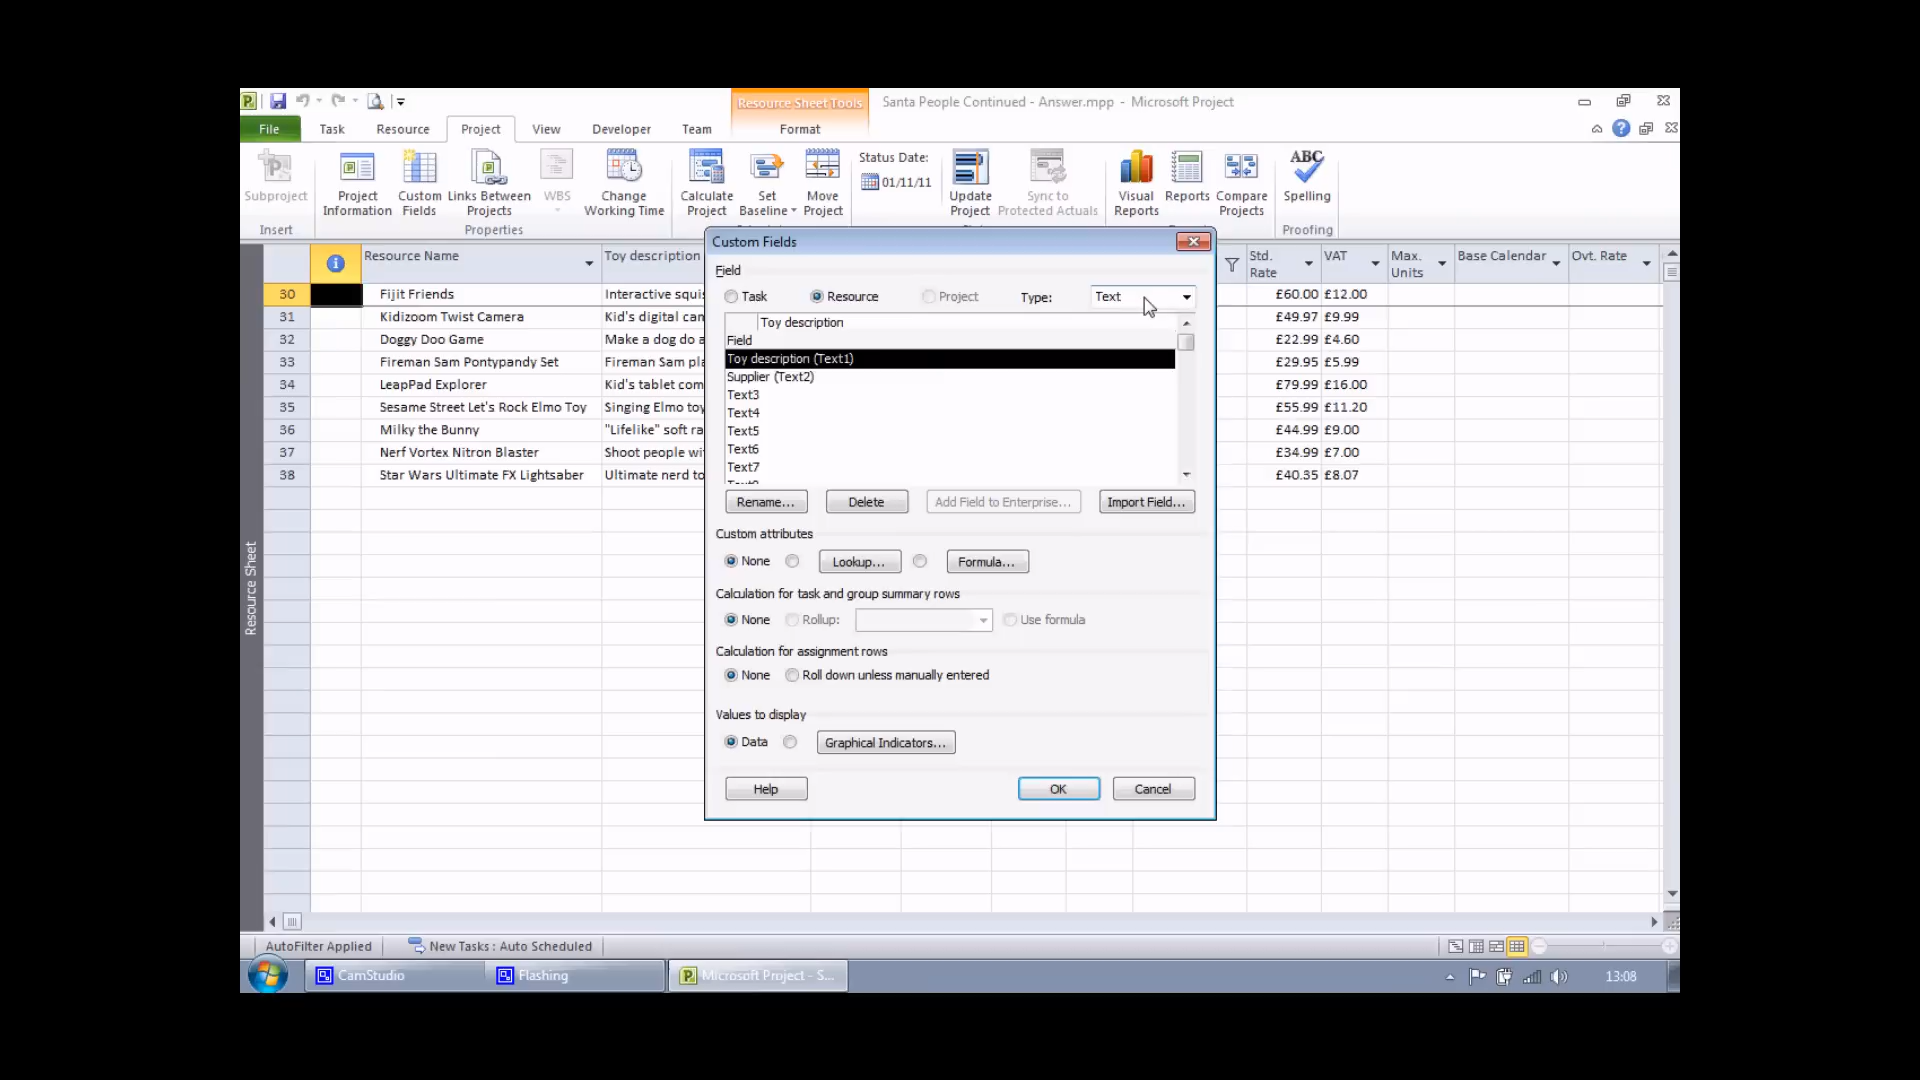 Resource Sheet Tools
Santa People Continued - Answer.mpp - Microsoft Project
File Task Resource Project View Developer Team Format
Subproject
Project Information
Custom Fields
Links Between Projects
WBS
Change Working Time
Calculate Project
Set Baseline
Move Project
Status Date:
01/11/11
Update Project
Sync to Protected Actuals
Visual Reports
Reports
Compare Projects
ABC
Spelling
Insert
Properties
Proofing
Resource Name Toy description Std. Rate VAT Max. Units Base Calendar Ovt. Rate
30 Fijit Friends Interactive squis £60.00 £12.00
31 Kidizoom Twist Camera Kid's digital can £49.97 £9.99
32 Doggy Doo Game Make a dog do a £22.99 £4.60
33 Fireman Sam Pontypandy Set Fireman Sam pl £29.95 £5.99
34 LeapPad Explorer Kid's tablet com £79.99 £16.00
35 Sesame Street Let's Rock Elmo Toy Singing Elmo toy £55.99 £11.20
36 Milky the Bunny "Lifelike" soft ra £44.99 £9.00
37 Nerf Vortex Nitron Blaster Shoot people wi £34.99 £7.00
38 Star Wars Ultimate FX Lightsaber Ultimate nerd to £40.35 £8.07
Resource Sheet
Custom Fields
Field
Task Resource Project Type: Text
Toy description
Field
Toy description (Text1)
Supplier (Text2)
Text3
Text4
Text5
Text6
Text7
Rename... Delete Add Field to Enterprise... Import Field...
Custom attributes
None Lookup... Formula...
Calculation for task and group summary rows
None Rollup: Use formula
Calculation for assignment rows
None Roll down unless manually entered
Values to display
Data Graphical Indicators...
Help OK Cancel
AutoFilter Applied New Tasks : Auto Scheduled
CamStudio Flashing Microsoft Project - S... 13:08